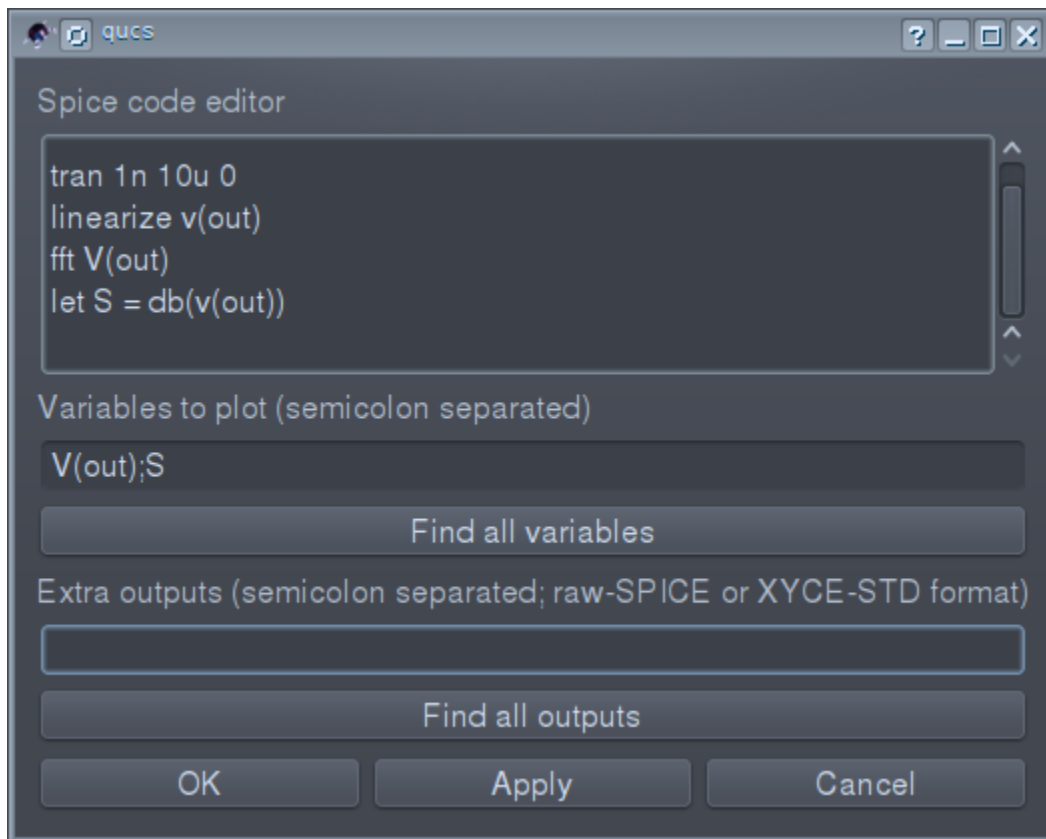 qucs
Spice code editor
tran 1n 10u 0
linearize v(out)
fft V(out)
let S = db(v(out))
Variables to plot (semicolon separated)
V(out);S
Find all variables
Extra outputs (semicolon separated; raw-SPICE or XYCE-STD format)
Find all outputs
OK Apply Cancel